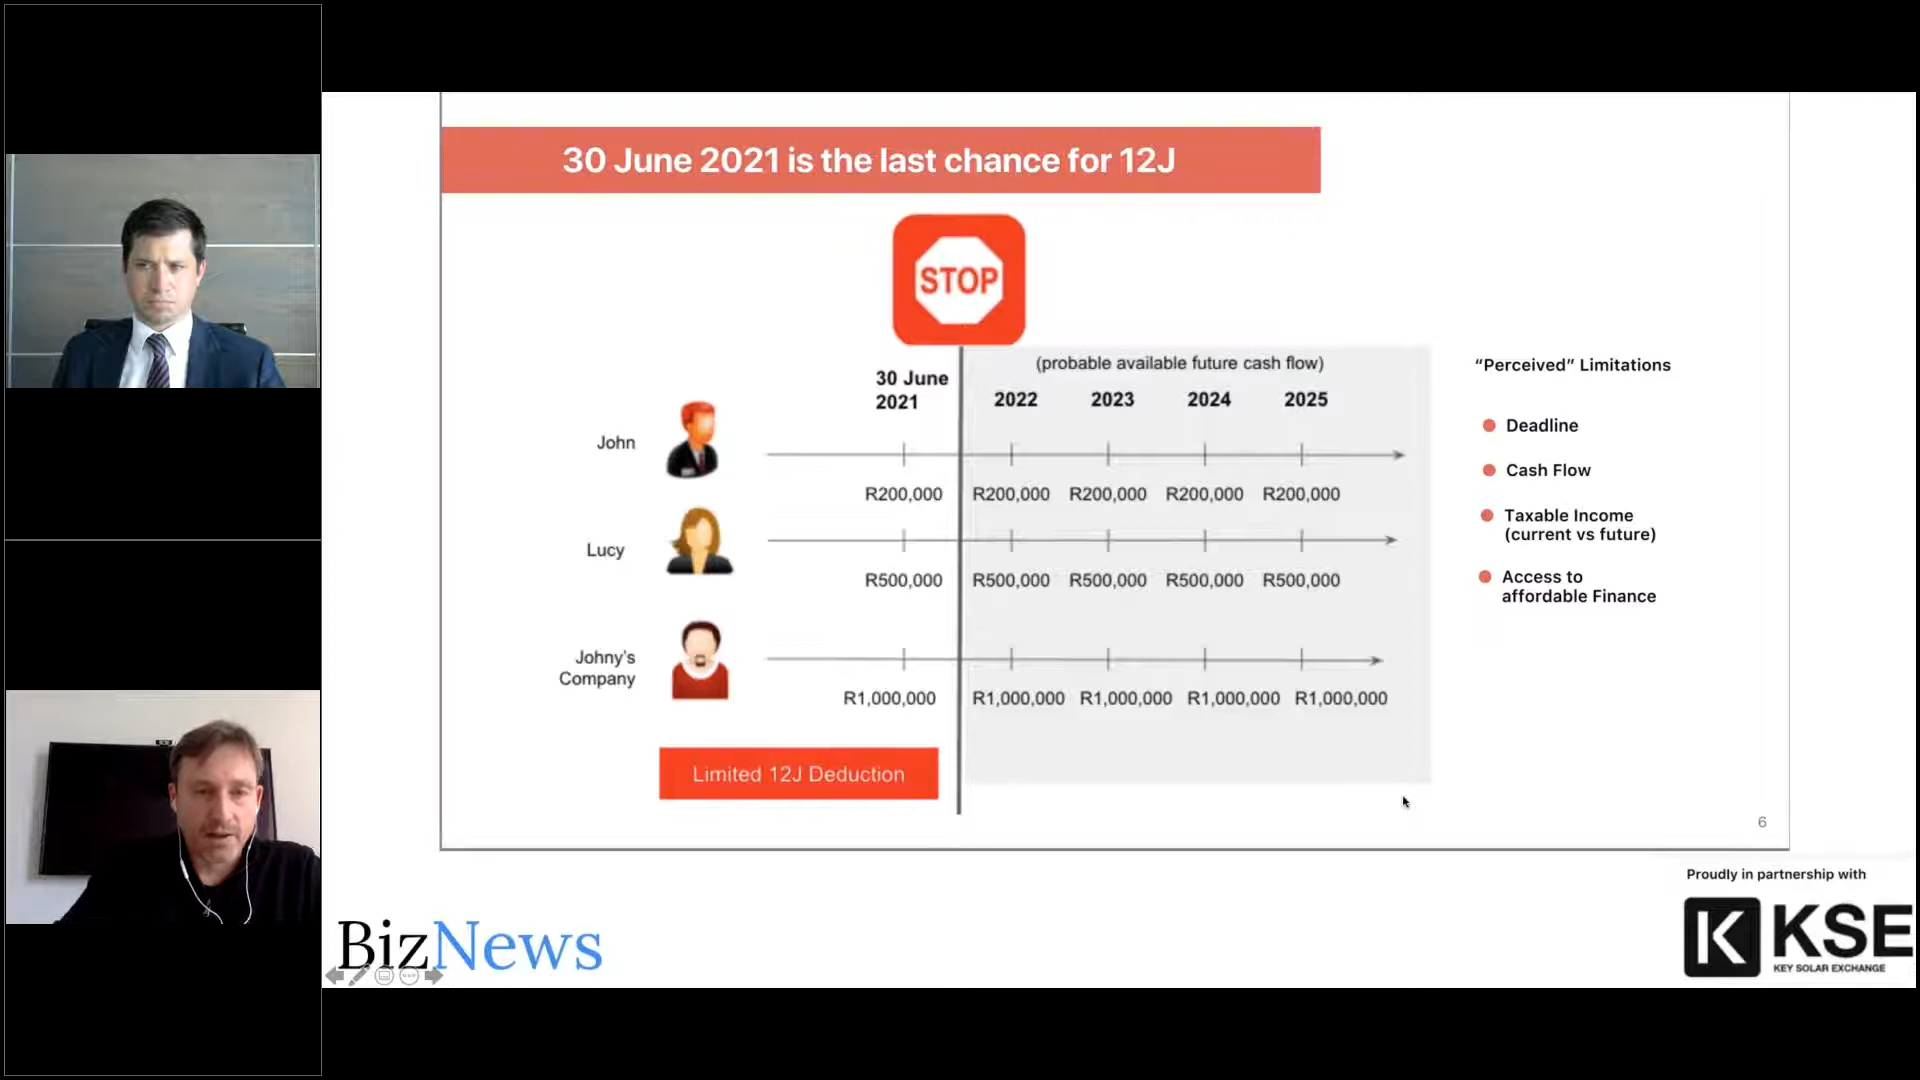 30 June 2021 is the last chance for 12J
STOP
(probable available future cash flow)
30 June
2021
2022 2023 2024 2025
John
R200,000 R200,000 R200,000 R200,000 R200,000
Lucy
R500,000 R500,000 R500,000 R500,000 R500,000
Johny's
Company
R1,000,000 R1,000,000 R1,000,000 R1,000,000 R1,000,000
Limited 12J Deduction
“Perceived” Limitations
Deadline
Cash Flow
Taxable Income
(current vs future)
Access to
affordable Finance
6
Proudly in partnership with
BizNews
K KSE
KEY SOLAR EXCHANGE